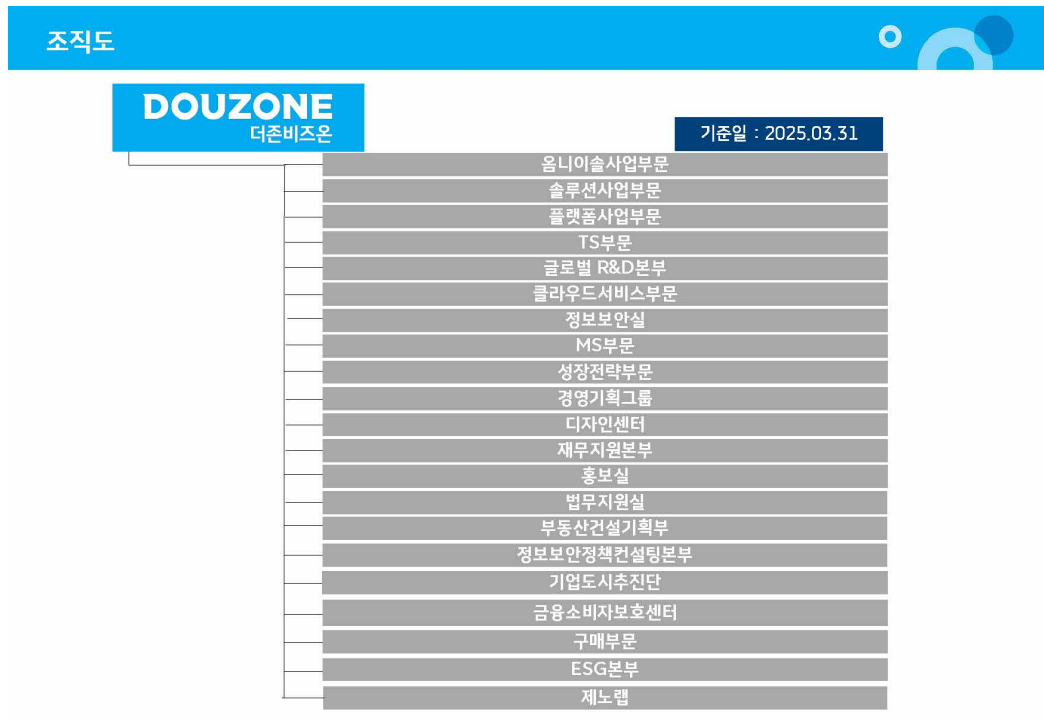 조직도
DOUZONE
더존비즈온
기준일 : 2025.03.31
옴니이솔사업부문
솔루션사업부문
플랫폼사업부문
TS부문
글로벌 R&D본부
클라우드서비스부문
정보보안실
MS부문
성장전략부문
경영기획그룹
디자인센터
재무지원본부
홍보실
법무지원실
부동산건설기획부
정보보안정책컨설팅본부
기업도시추진단
금융소비자보호센터
구매부문
ESG본부
제노랩